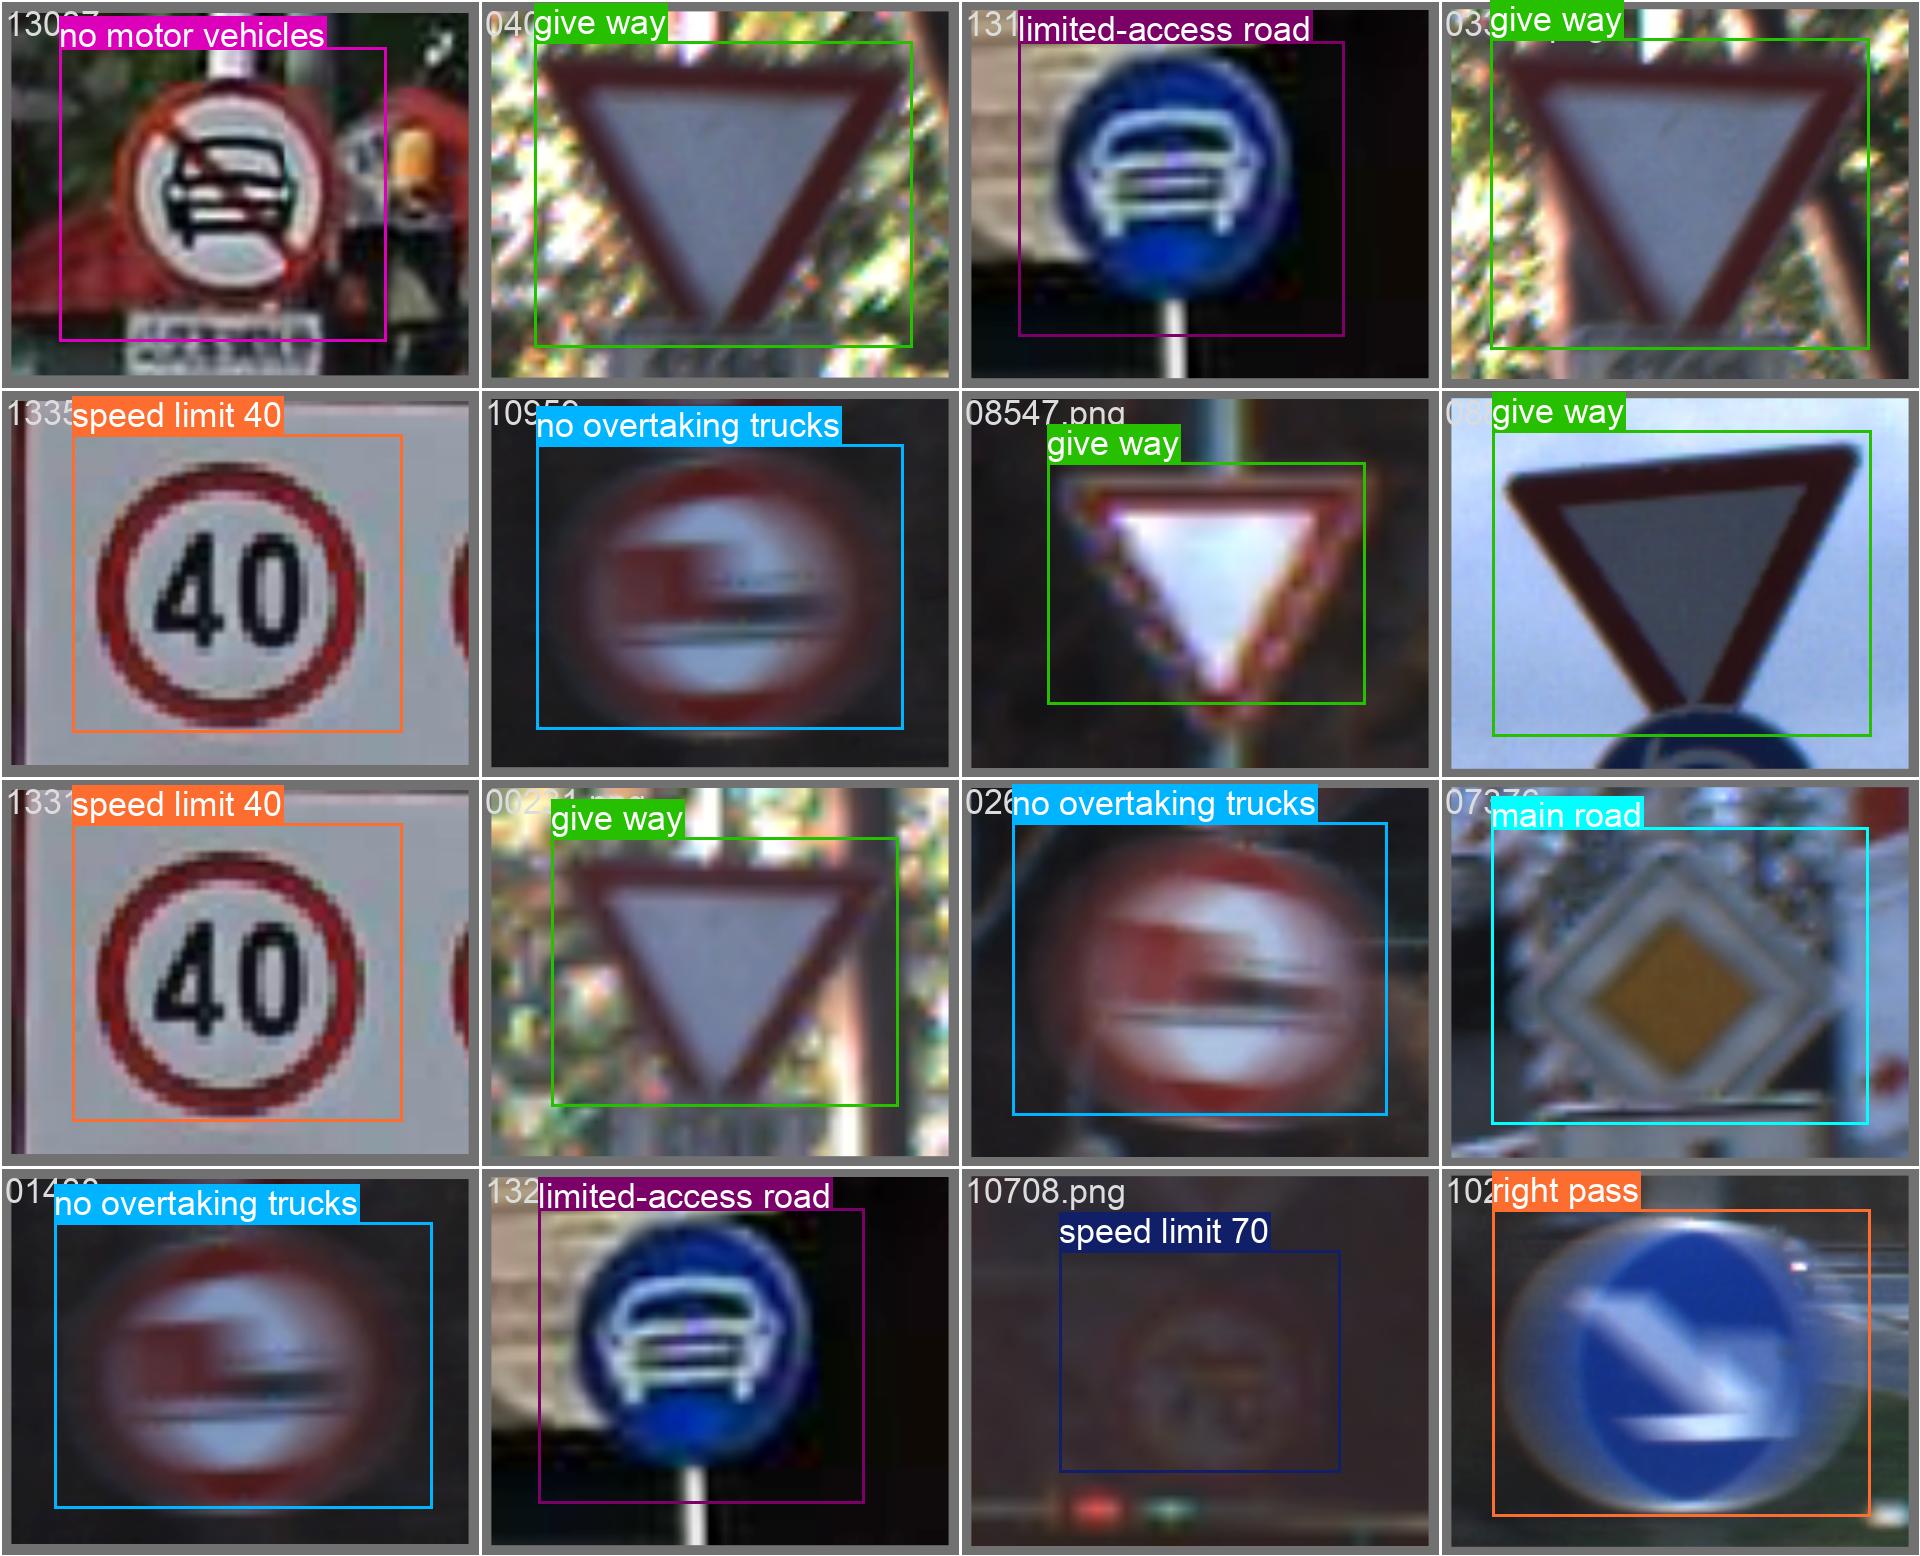 no motor vehicles
give way
limited-access road
give way
speed limit 40
40
no overtaking trucks
08547.png
give way
give way
speed limit 40
40
give way
no overtaking trucks
main road
no overtaking trucks
limited-access road
10708.png
speed limit 70
right pass